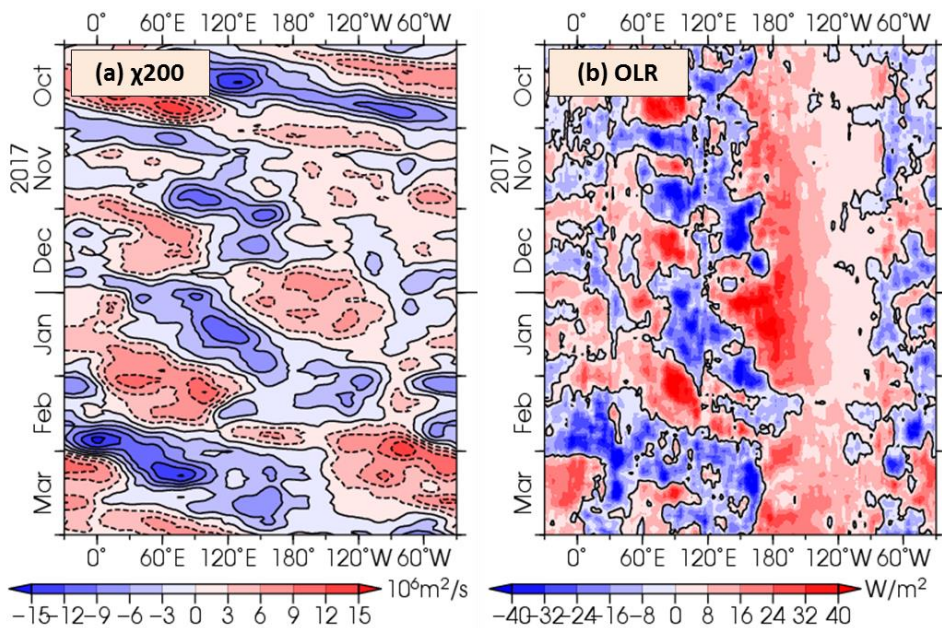 0° 60°E 120°E 180° 120°W 60°W
(a) χ200
2017
Oct
Nov
Dec
Jan
Feb
Mar
0° 60°E 120°E 180° 120°W 60°W
−15−12 −9 −6 −3 0 3 6 9 12 15
10⁶m²/s
0° 60°E 120°E 180° 120°W 60°W
(b) OLR
2017
Oct
Nov
Dec
Jan
Feb
Mar
0° 60°E 120°E 180° 120°W 60°W
−40−32−24−16 −8 0 8 16 24 32 40
W/m²